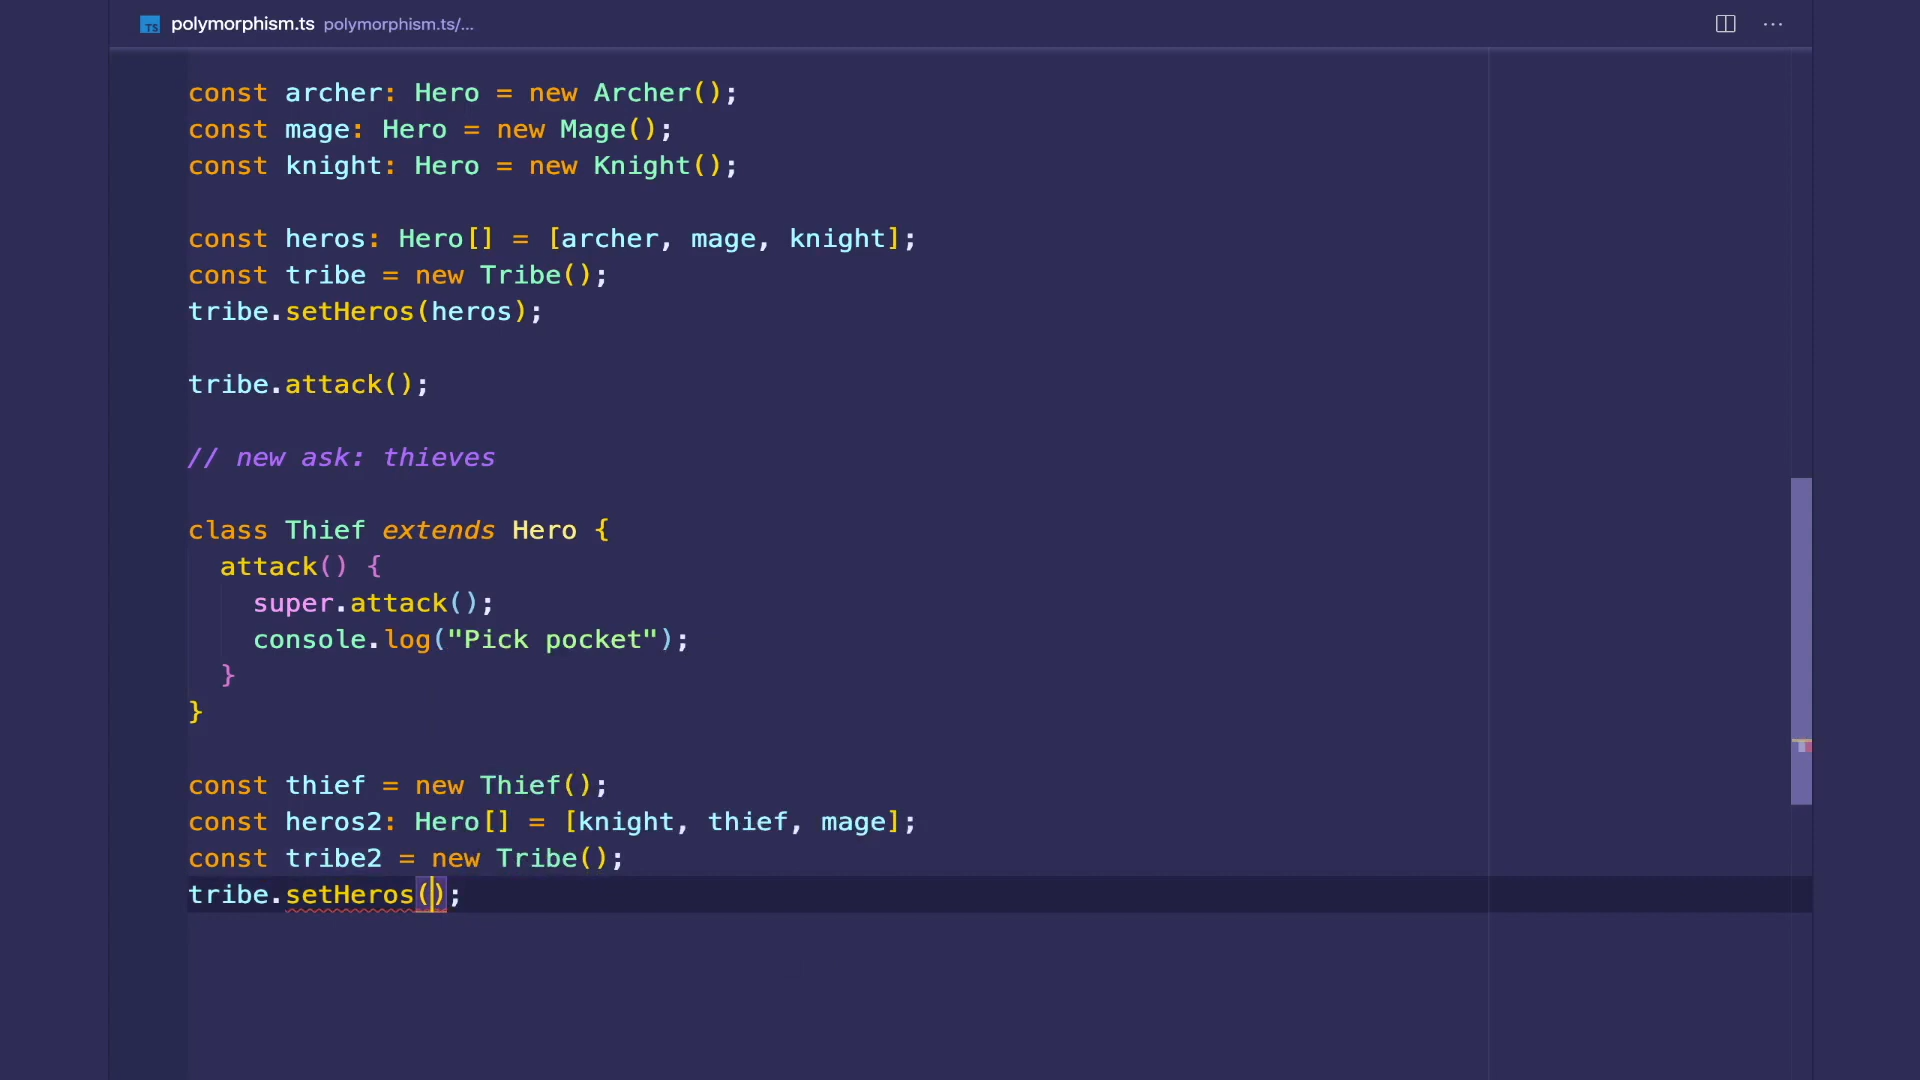 TS polymorphism.ts polymorphism.ts/...
const archer: Hero = new Archer();
const mage: Hero = new Mage();
const knight: Hero = new Knight();
const heros: Hero[] = [archer, mage, knight];
const tribe = new Tribe();
tribe.setHeros(heros);
tribe.attack();
// new ask: thieves
class Thief extends Hero {
  attack() {
    super.attack();
    console.log("Pick pocket");
  }
}
const thief = new Thief();
const heros2: Hero[] = [knight, thief, mage];
const tribe2 = new Tribe();
tribe.setHeros();